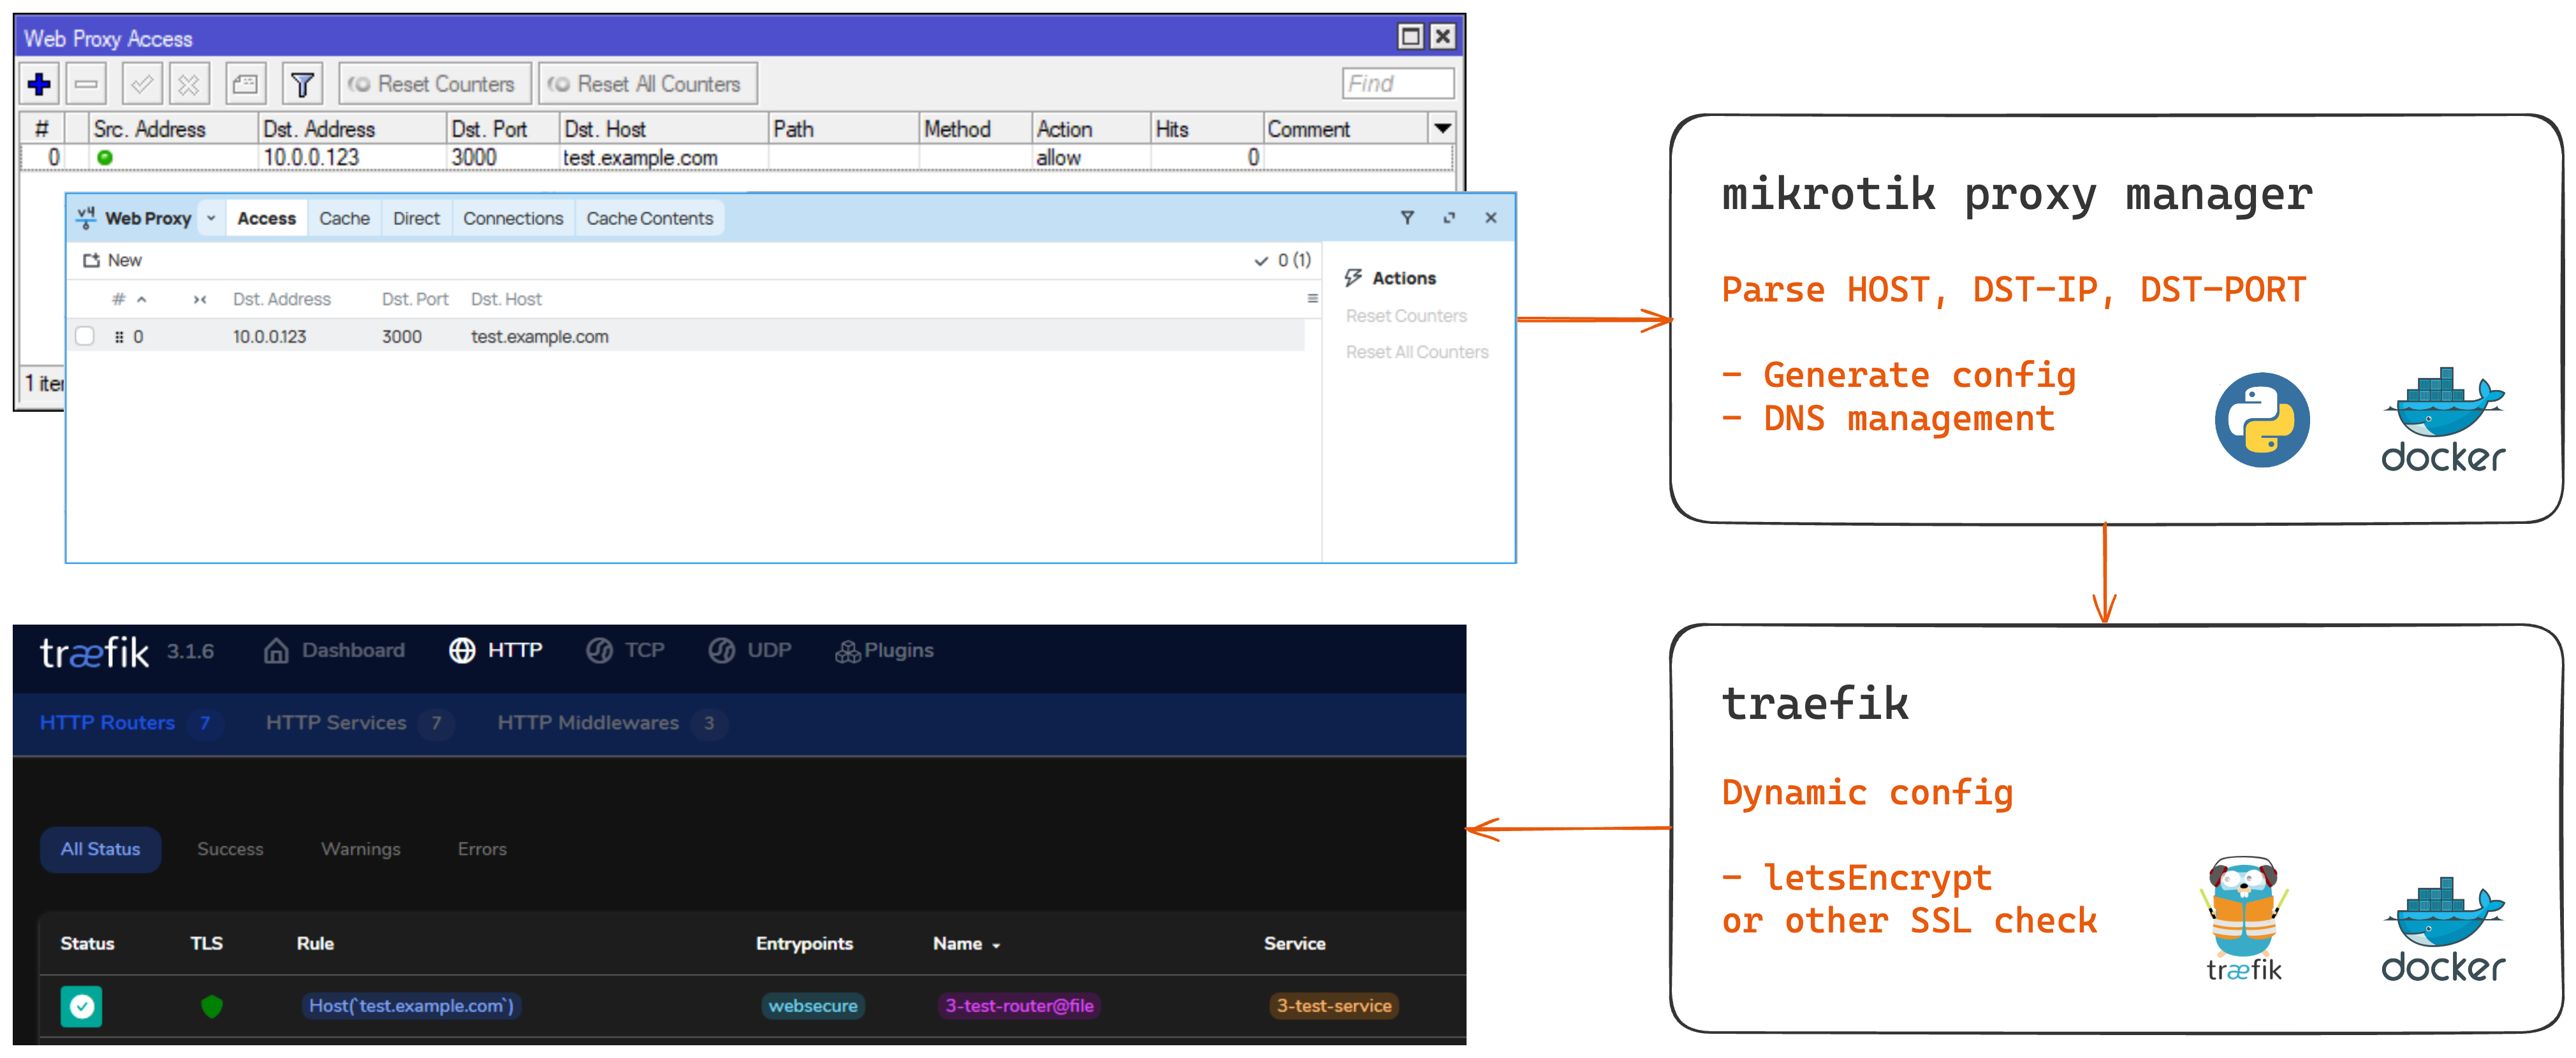 Web Proxy Access
Reset Counters Reset All Counters Find
# Src. Address Dst. Address Dst. Port Dst. Host Path Method Action Hits Comment
0 10.0.0.123 3000 test.example.com allow 0
1 iter
v4 Web Proxy Access Cache Direct Connections Cache Contents
New 0 (1)
# Dst. Address Dst. Port Dst. Host
0 10.0.0.123 3000 test.example.com
Actions
Reset Counters
Reset All Counters
mikrotik proxy manager
Parse HOST, DST-IP, DST-PORT
- Generate config
- DNS management
docker
træfik 3.1.6 Dashboard HTTP TCP UDP Plugins
HTTP Routers 7 HTTP Services 7 HTTP Middlewares 3
All Status Success Warnings Errors
Status TLS Rule Entrypoints Name Service
Host(`test.example.com`) websecure 3-test-router@file 3-test-service
traefik
Dynamic config
- letsEncrypt
or other SSL check
træfik
docker